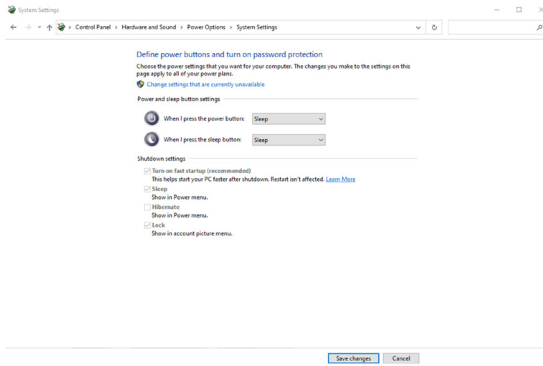 System Settings
Control Panel › Hardware and Sound › Power Options › System Settings
Define power buttons and turn on password protection
Choose the power settings that you want for your computer. The changes you make to the settings on this
page apply to all of your power plans.
Change settings that are currently unavailable
Power and sleep button settings
When I press the power button: Sleep
When I press the sleep button: Sleep
Shutdown settings
Turn on fast startup (recommended)
This helps start your PC faster after shutdown. Restart isn't affected. Learn More
Sleep
Show in Power menu.
Hibernate
Show in Power menu.
Lock
Show in account picture menu.
Save changes Cancel